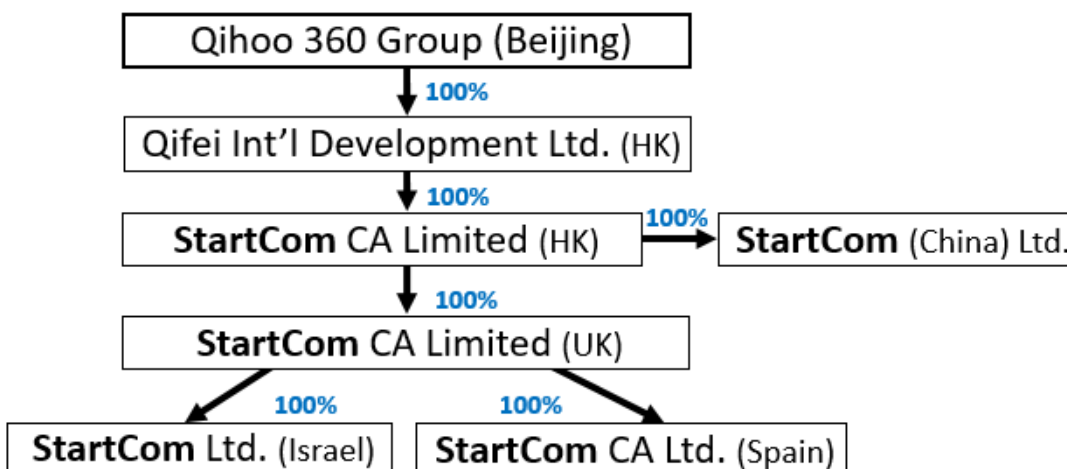 Qihoo 360 Group (Beijing)
100%
Qifei Int'l Development Ltd. (HK)
100%
StartCom CA Limited (HK)
100%
StartCom (China) Ltd.
100%
StartCom CA Limited (UK)
100%
100%
StartCom Ltd. (Israel)
StartCom CA Ltd. (Spain)